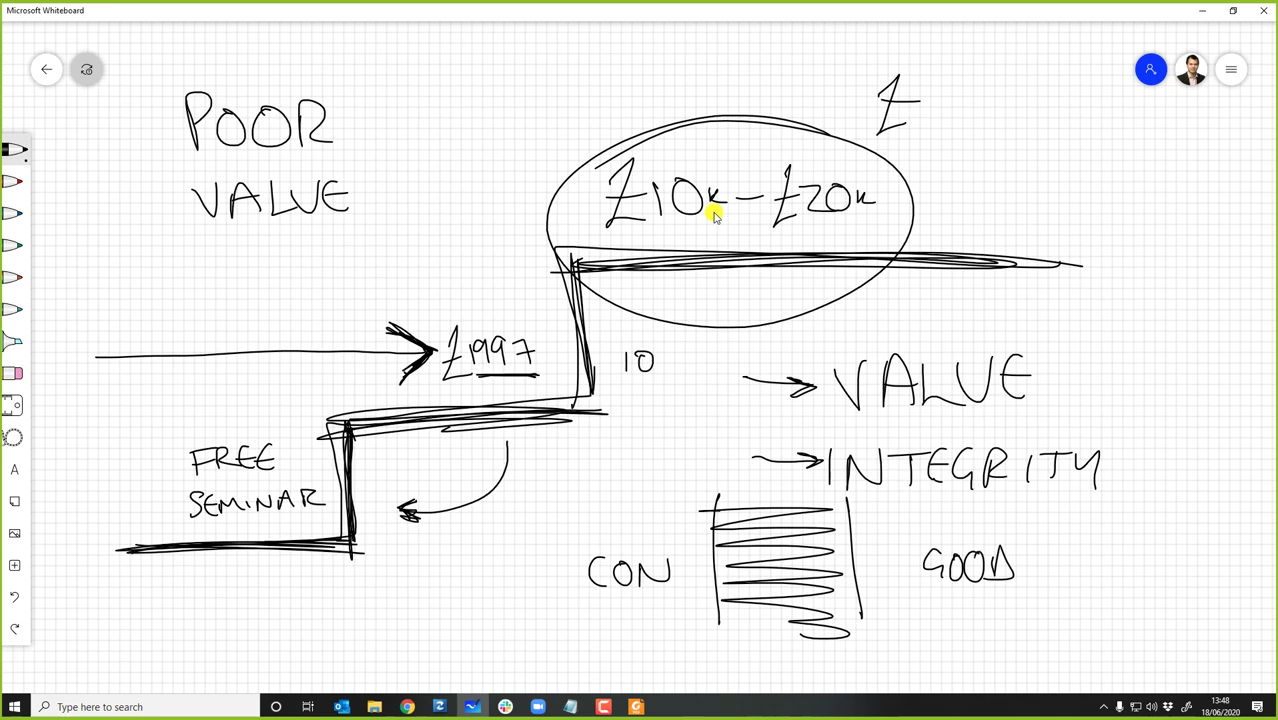 Microsoft Whiteboard
POOR
VALUE
£
£10K – £20K
£1997
10
VALUE
INTEGRITY
FREE
SEMINAR
CON
GOOD
A
Type here to search
13:48
18/06/2020